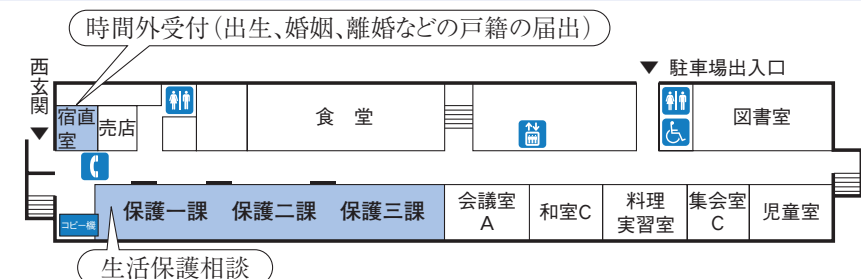 時間外受付(出生、婚姻、離婚などの戸籍の届出)
西玄関
▼ 駐車場出入口
宿直室
売店
食 堂
図書室
コピー機
保護一課
保護二課
保護三課
会議室
A
和室C
料理
実習室
集会室
C
児童室
生活保護相談